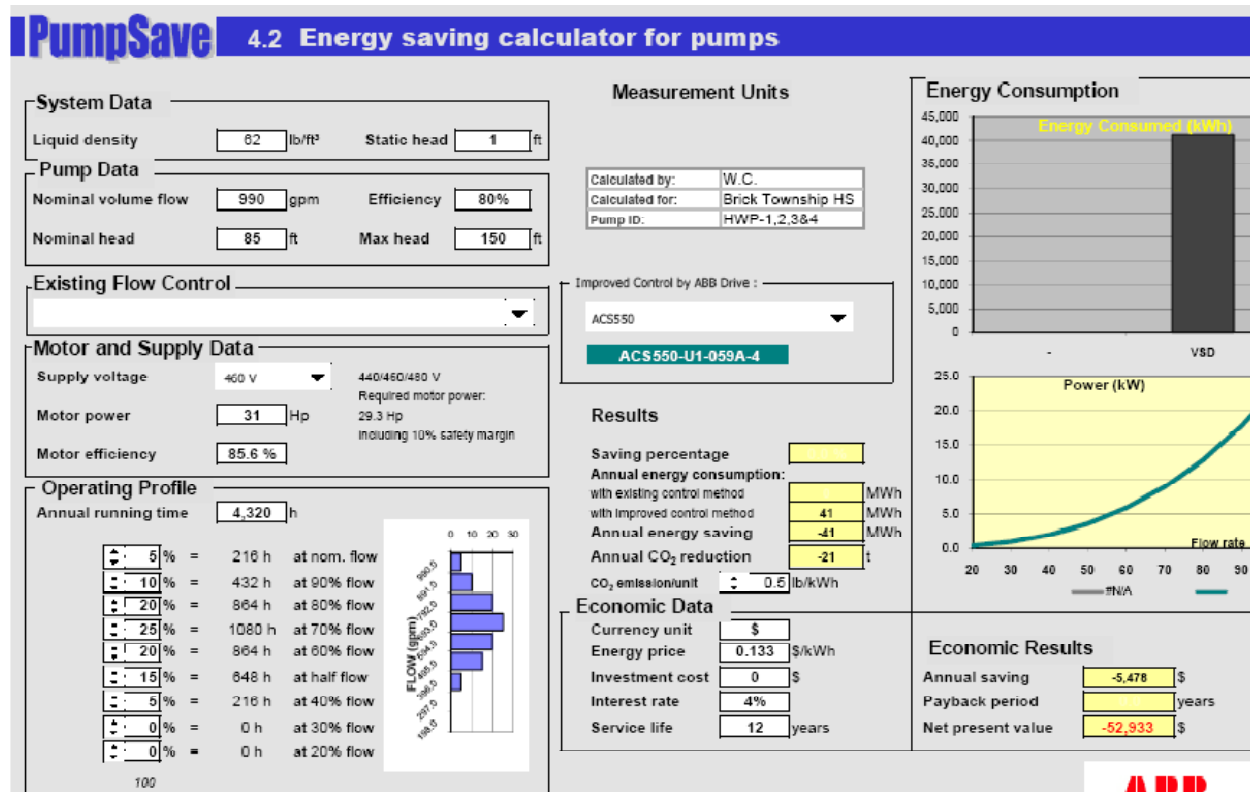 PumpSave 4.2 Energy saving calculator for pumps
System Data
Liquid density 62 lb/ft³ Static head 1 ft
Pump Data
Nominal volume flow 990 gpm Efficiency 80%
Nominal head 85 ft Max head 150 ft
Existing Flow Control
Motor and Supply Data
Supply voltage 460 V 440/460/480 V
Required motor power:
Motor power 31 Hp 29.3 Hp
including 10% safety margin
Motor efficiency 85.6 %
Operating Profile
Annual running time 4,320 h
5 % = 216 h at nom. flow
10 % = 432 h at 90% flow
20 % = 864 h at 80% flow
25 % = 1080 h at 70% flow
20 % = 864 h at 60% flow
15 % = 648 h at half flow
5 % = 216 h at 40% flow
0 % = 0 h at 30% flow
0 % = 0 h at 20% flow
100
0 10 20 30
FLOW (gpm)
990,0
891,0
792,0
693,0
594,0
495,0
396,0
297,0
198,0
Measurement Units
Calculated by: W.C.
Calculated for: Brick Township HS
Pump ID: HWP-1,2,3&4
Improved Control by ABB Drive :
ACS550
ACS550-U1-059A-4
Results
Saving percentage
Annual energy consumption:
with existing control method MWh
with improved control method 41 MWh
Annual energy saving -41 MWh
Annual CO₂ reduction -21 t
CO₂ emission/unit 0.5 lb/kWh
Economic Data
Currency unit $
Energy price 0.133 $/kWh
Investment cost 0 $
Interest rate 4%
Service life 12 years
Energy Consumption
Energy Consumed (kWh)
45,000
40,000
35,000
30,000
25,000
20,000
15,000
10,000
5,000
0
- VSD
Power (kW)
25.0
20.0
15.0
10.0
5.0
0.0
Flow rate
20 30 40 50 60 70 80 90
#N/A
Economic Results
Annual saving -5,478 $
Payback period years
Net present value -52,933 $
ABB